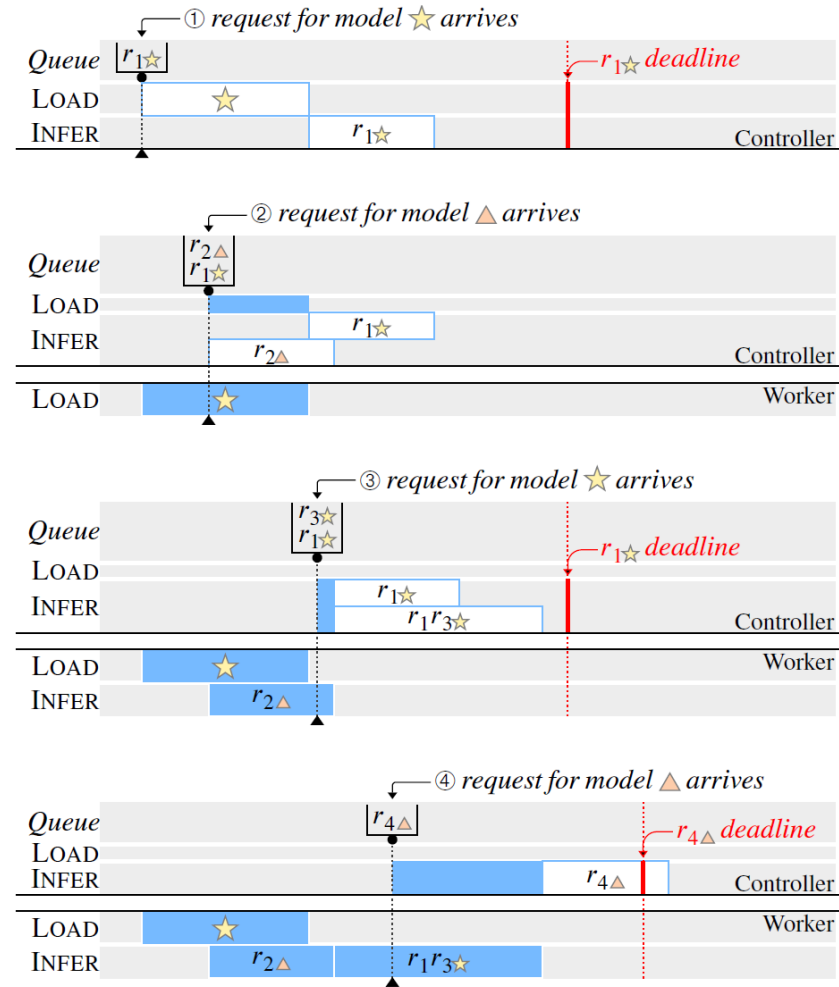 ① request for model arrives
Queue r1
r1 deadline
LOAD
INFER r1
Controller
② request for model arrives
Queue r2
r1
LOAD
INFER r1
r2
Controller
LOAD Worker
③ request for model arrives
Queue r3
r1
LOAD r1 deadline
INFER r1
r1r3
Controller
LOAD Worker
INFER r2
④ request for model arrives
Queue r4
r4 deadline
LOAD
INFER r4 Controller
LOAD Worker
INFER r2 r1r3